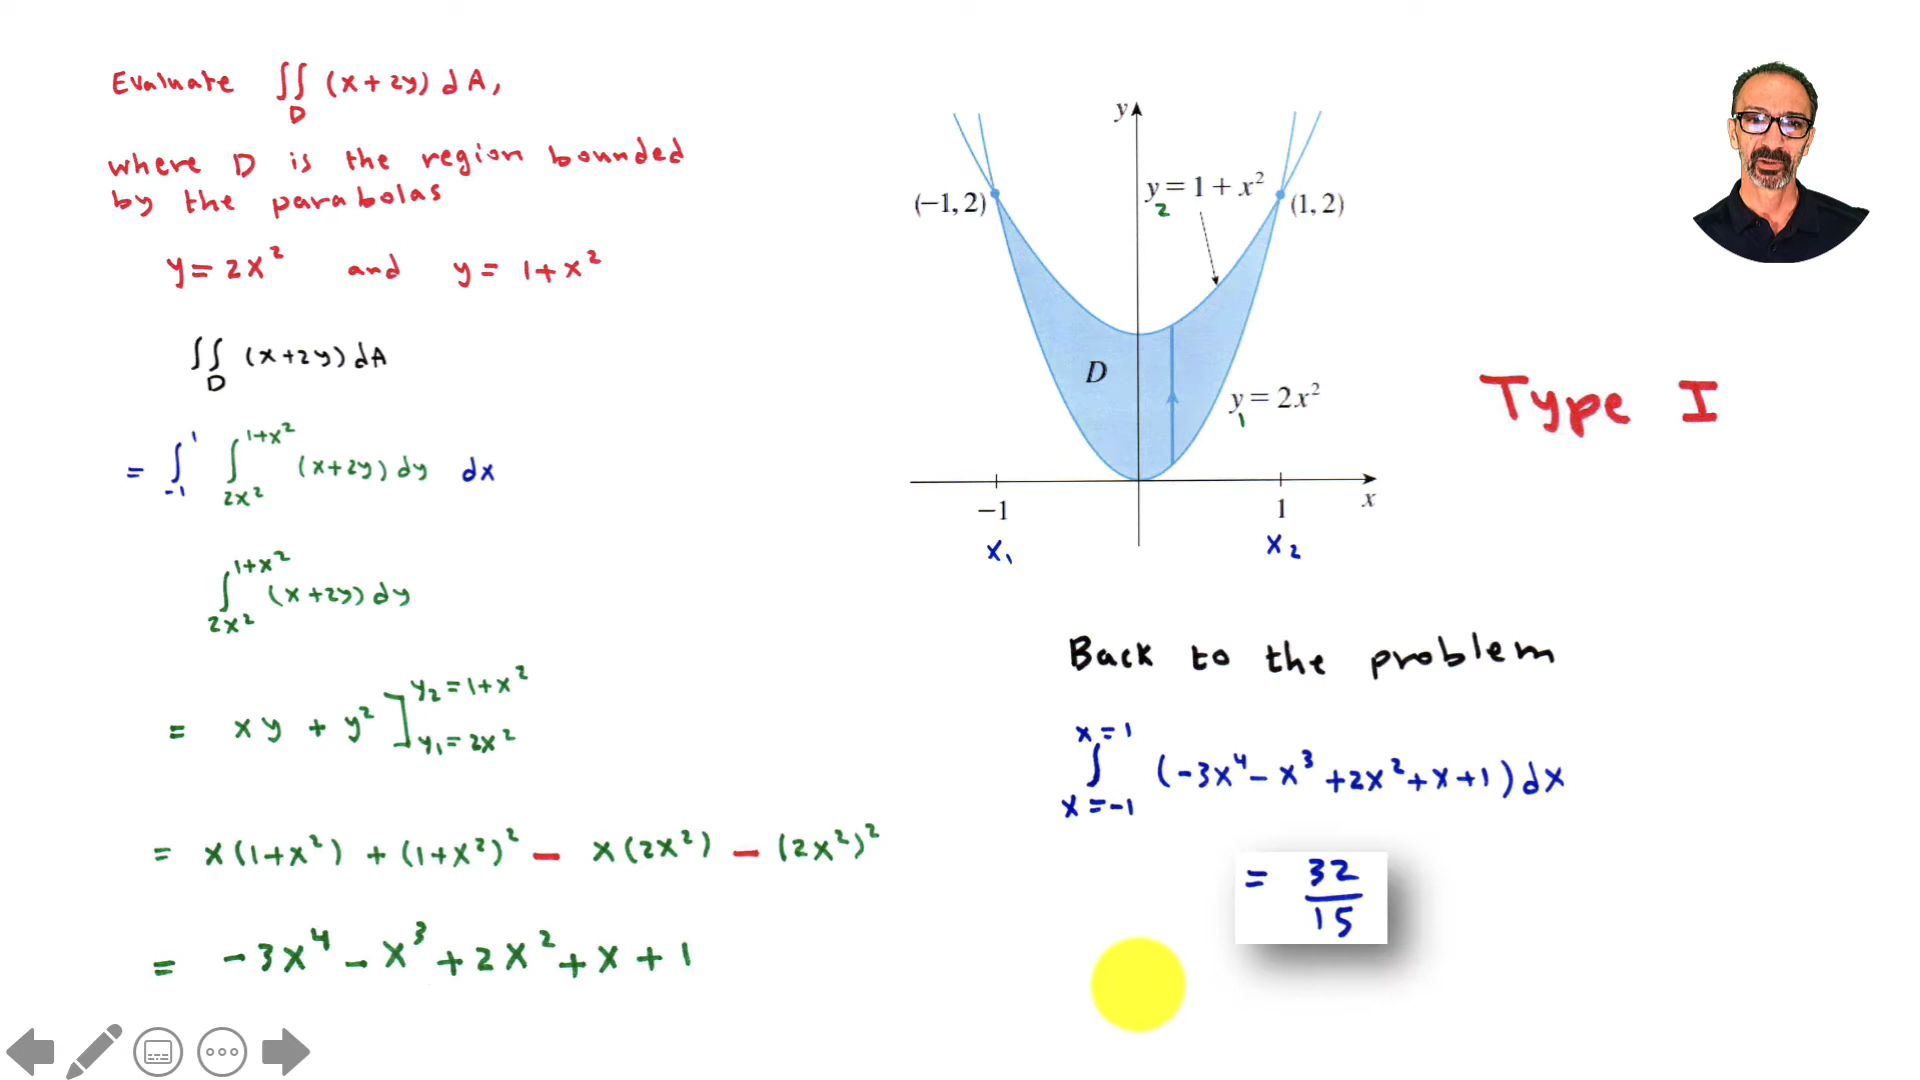 Evaluate ∬_D (x+2y) dA,
where D is the region bounded
by the parabolas
y = 2x² and y = 1+x²
∬_D (x+2y) dA
= ∫_{-1}^{1} ∫_{2x²}^{1+x²} (x+2y) dy dx
∫_{2x²}^{1+x²} (x+2y) dy
= xy + y² ]_{y₁=2x²}^{y₂=1+x²}
= x(1+x²) + (1+x²)² - x(2x²) - (2x²)²
= -3x⁴ - x³ + 2x² + x + 1
y
y = 1 + x²
2
(−1, 2)
(1, 2)
D
y = 2x²
1
−1
1
x
x₁
x₂
Type I
Back to the problem
∫_{x=-1}^{x=1} (-3x⁴ - x³ + 2x² + x + 1) dx
= 32/15